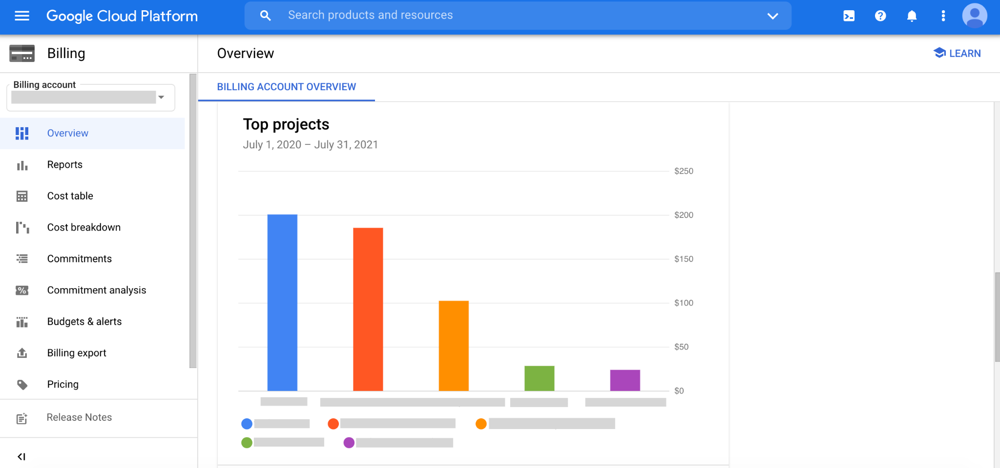 Google Cloud Platform
Search products and resources
Billing
Overview
LEARN
Billing account
BILLING ACCOUNT OVERVIEW
Overview
Reports
Cost table
Cost breakdown
Commitments
Commitment analysis
Budgets & alerts
Billing export
Pricing
Release Notes
Top projects
July 1, 2020 – July 31, 2021
$250
$200
$150
$100
$50
$0